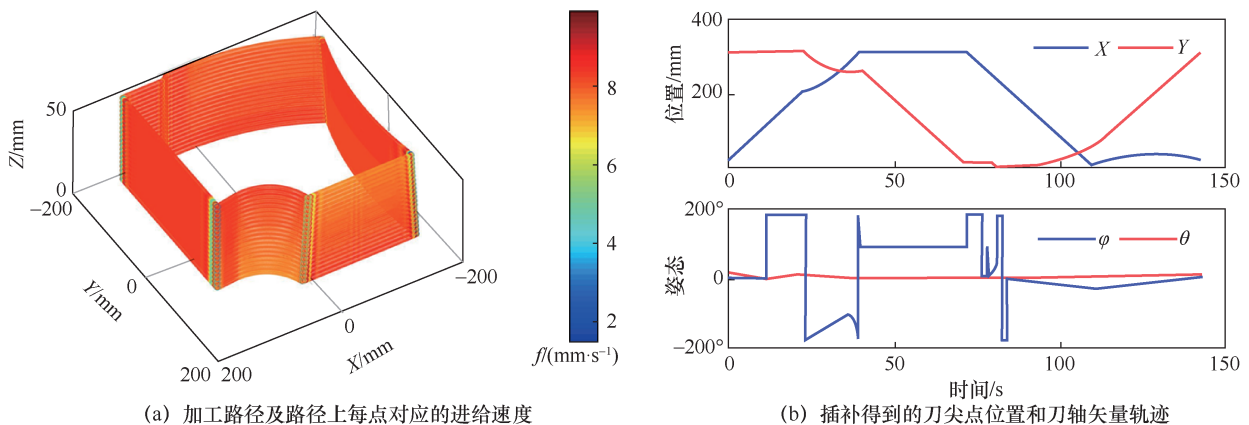 50
0
Z/mm
−200
0
Y/mm
200
200
0
X/mm
−200
8
6
4
2
f/(mm·s⁻¹)
(a) 加工路径及路径上每点对应的进给速度
400
200
位置/mm
X
Y
0
50
100
150
200°
0
−200°
姿态
φ
θ
0
50
100
150
时间/s
(b) 插补得到的刀尖点位置和刀轴矢量轨迹